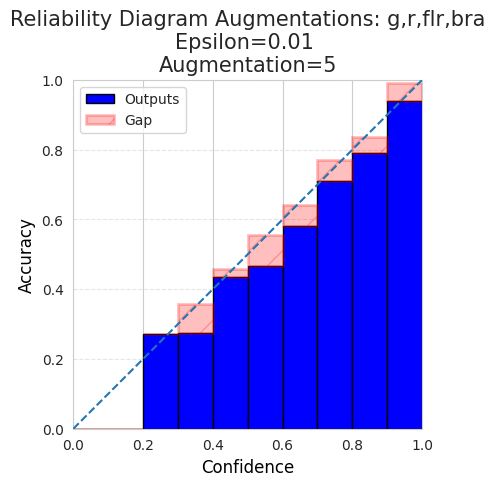 Reliability Diagram Augmentations: g,r,flr,bra
Epsilon=0.01
Augmentation=5
1.0
0.8
0.6
0.4
0.2
0.0
Accuracy
Outputs
Gap
0.0 0.2 0.4 0.6 0.8 1.0
Confidence